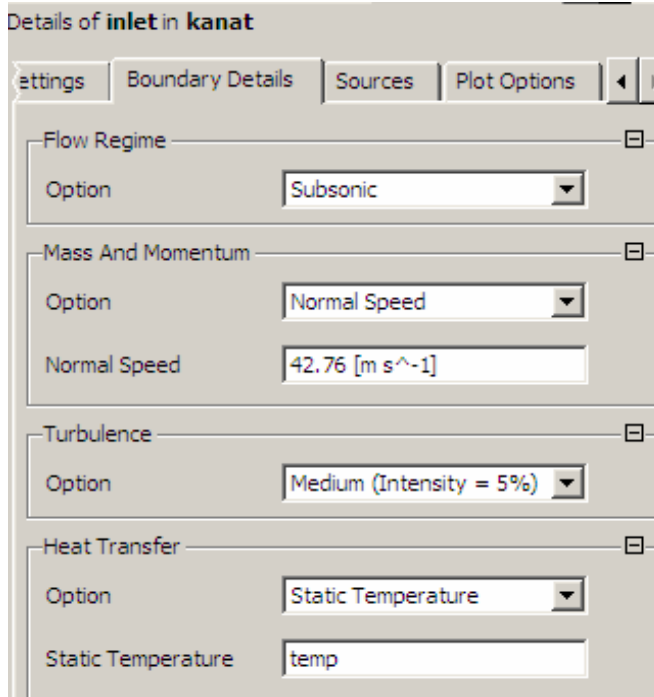 Details of inlet in kanat
ettings Boundary Details Sources Plot Options
Flow Regime
Option Subsonic
Mass And Momentum
Option Normal Speed
Normal Speed 42.76 [m s^-1]
Turbulence
Option Medium (Intensity = 5%)
Heat Transfer
Option Static Temperature
Static Temperature temp